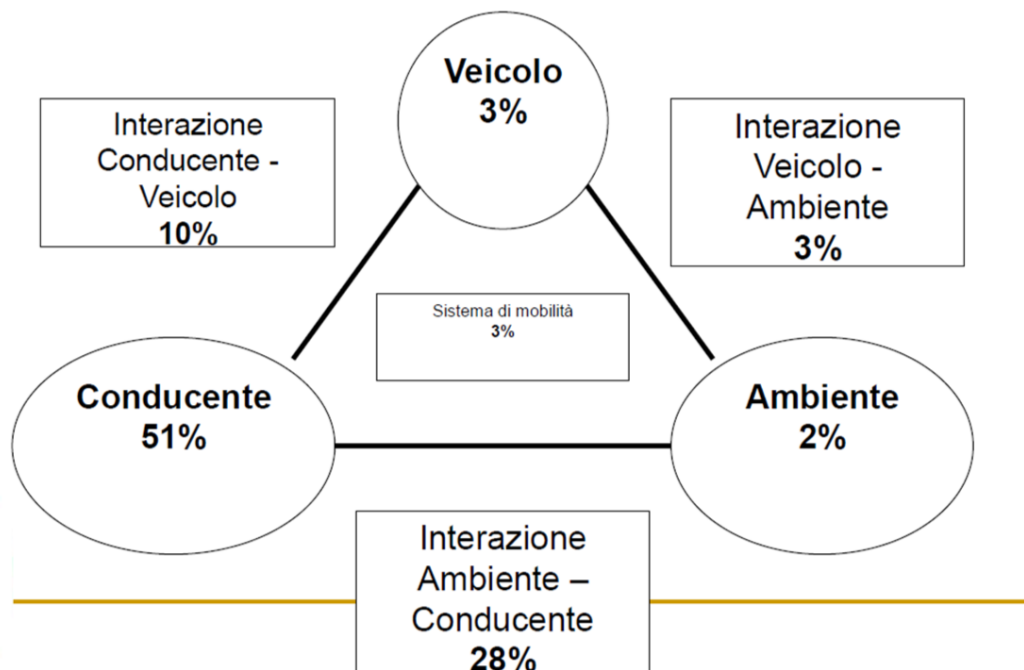 Veicolo
3%
Interazione
Conducente -
Veicolo
10%
Interazione
Veicolo -
Ambiente
3%
Sistema di mobilità
3%
Conducente
51%
Ambiente
2%
Interazione
Ambiente –
Conducente
28%